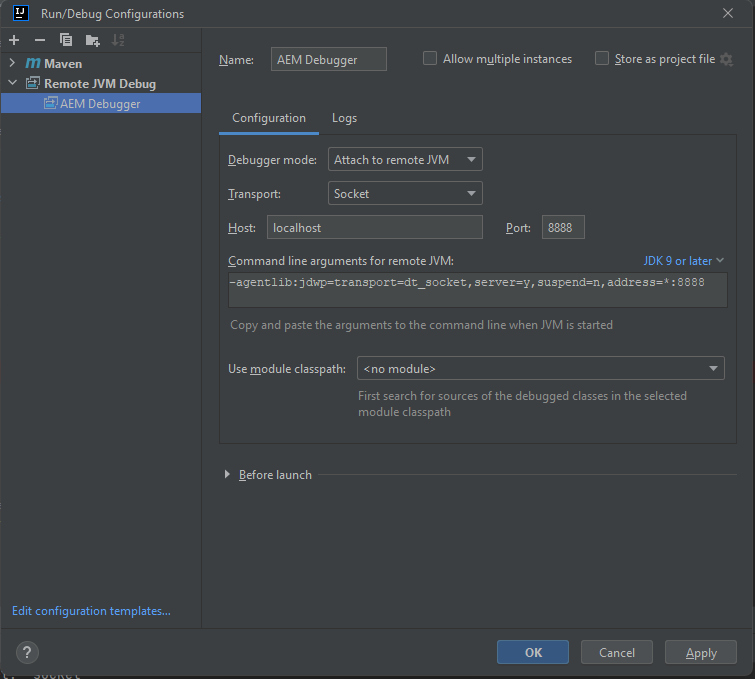 IJ Run/Debug Configurations
Name: AEM Debugger Allow multiple instances Store as project file
m Maven
Remote JVM Debug
AEM Debugger
Configuration Logs
Debugger mode: Attach to remote JVM
Transport: Socket
Host: localhost Port: 8888
Command line arguments for remote JVM: JDK 9 or later
-agentlib:jdwp=transport=dt_socket,server=y,suspend=n,address=*:8888
Copy and paste the arguments to the command line when JVM is started
Use module classpath: <no module>
First search for sources of the debugged classes in the selected
module classpath
Before launch
Edit configuration templates...
? OK Cancel Apply